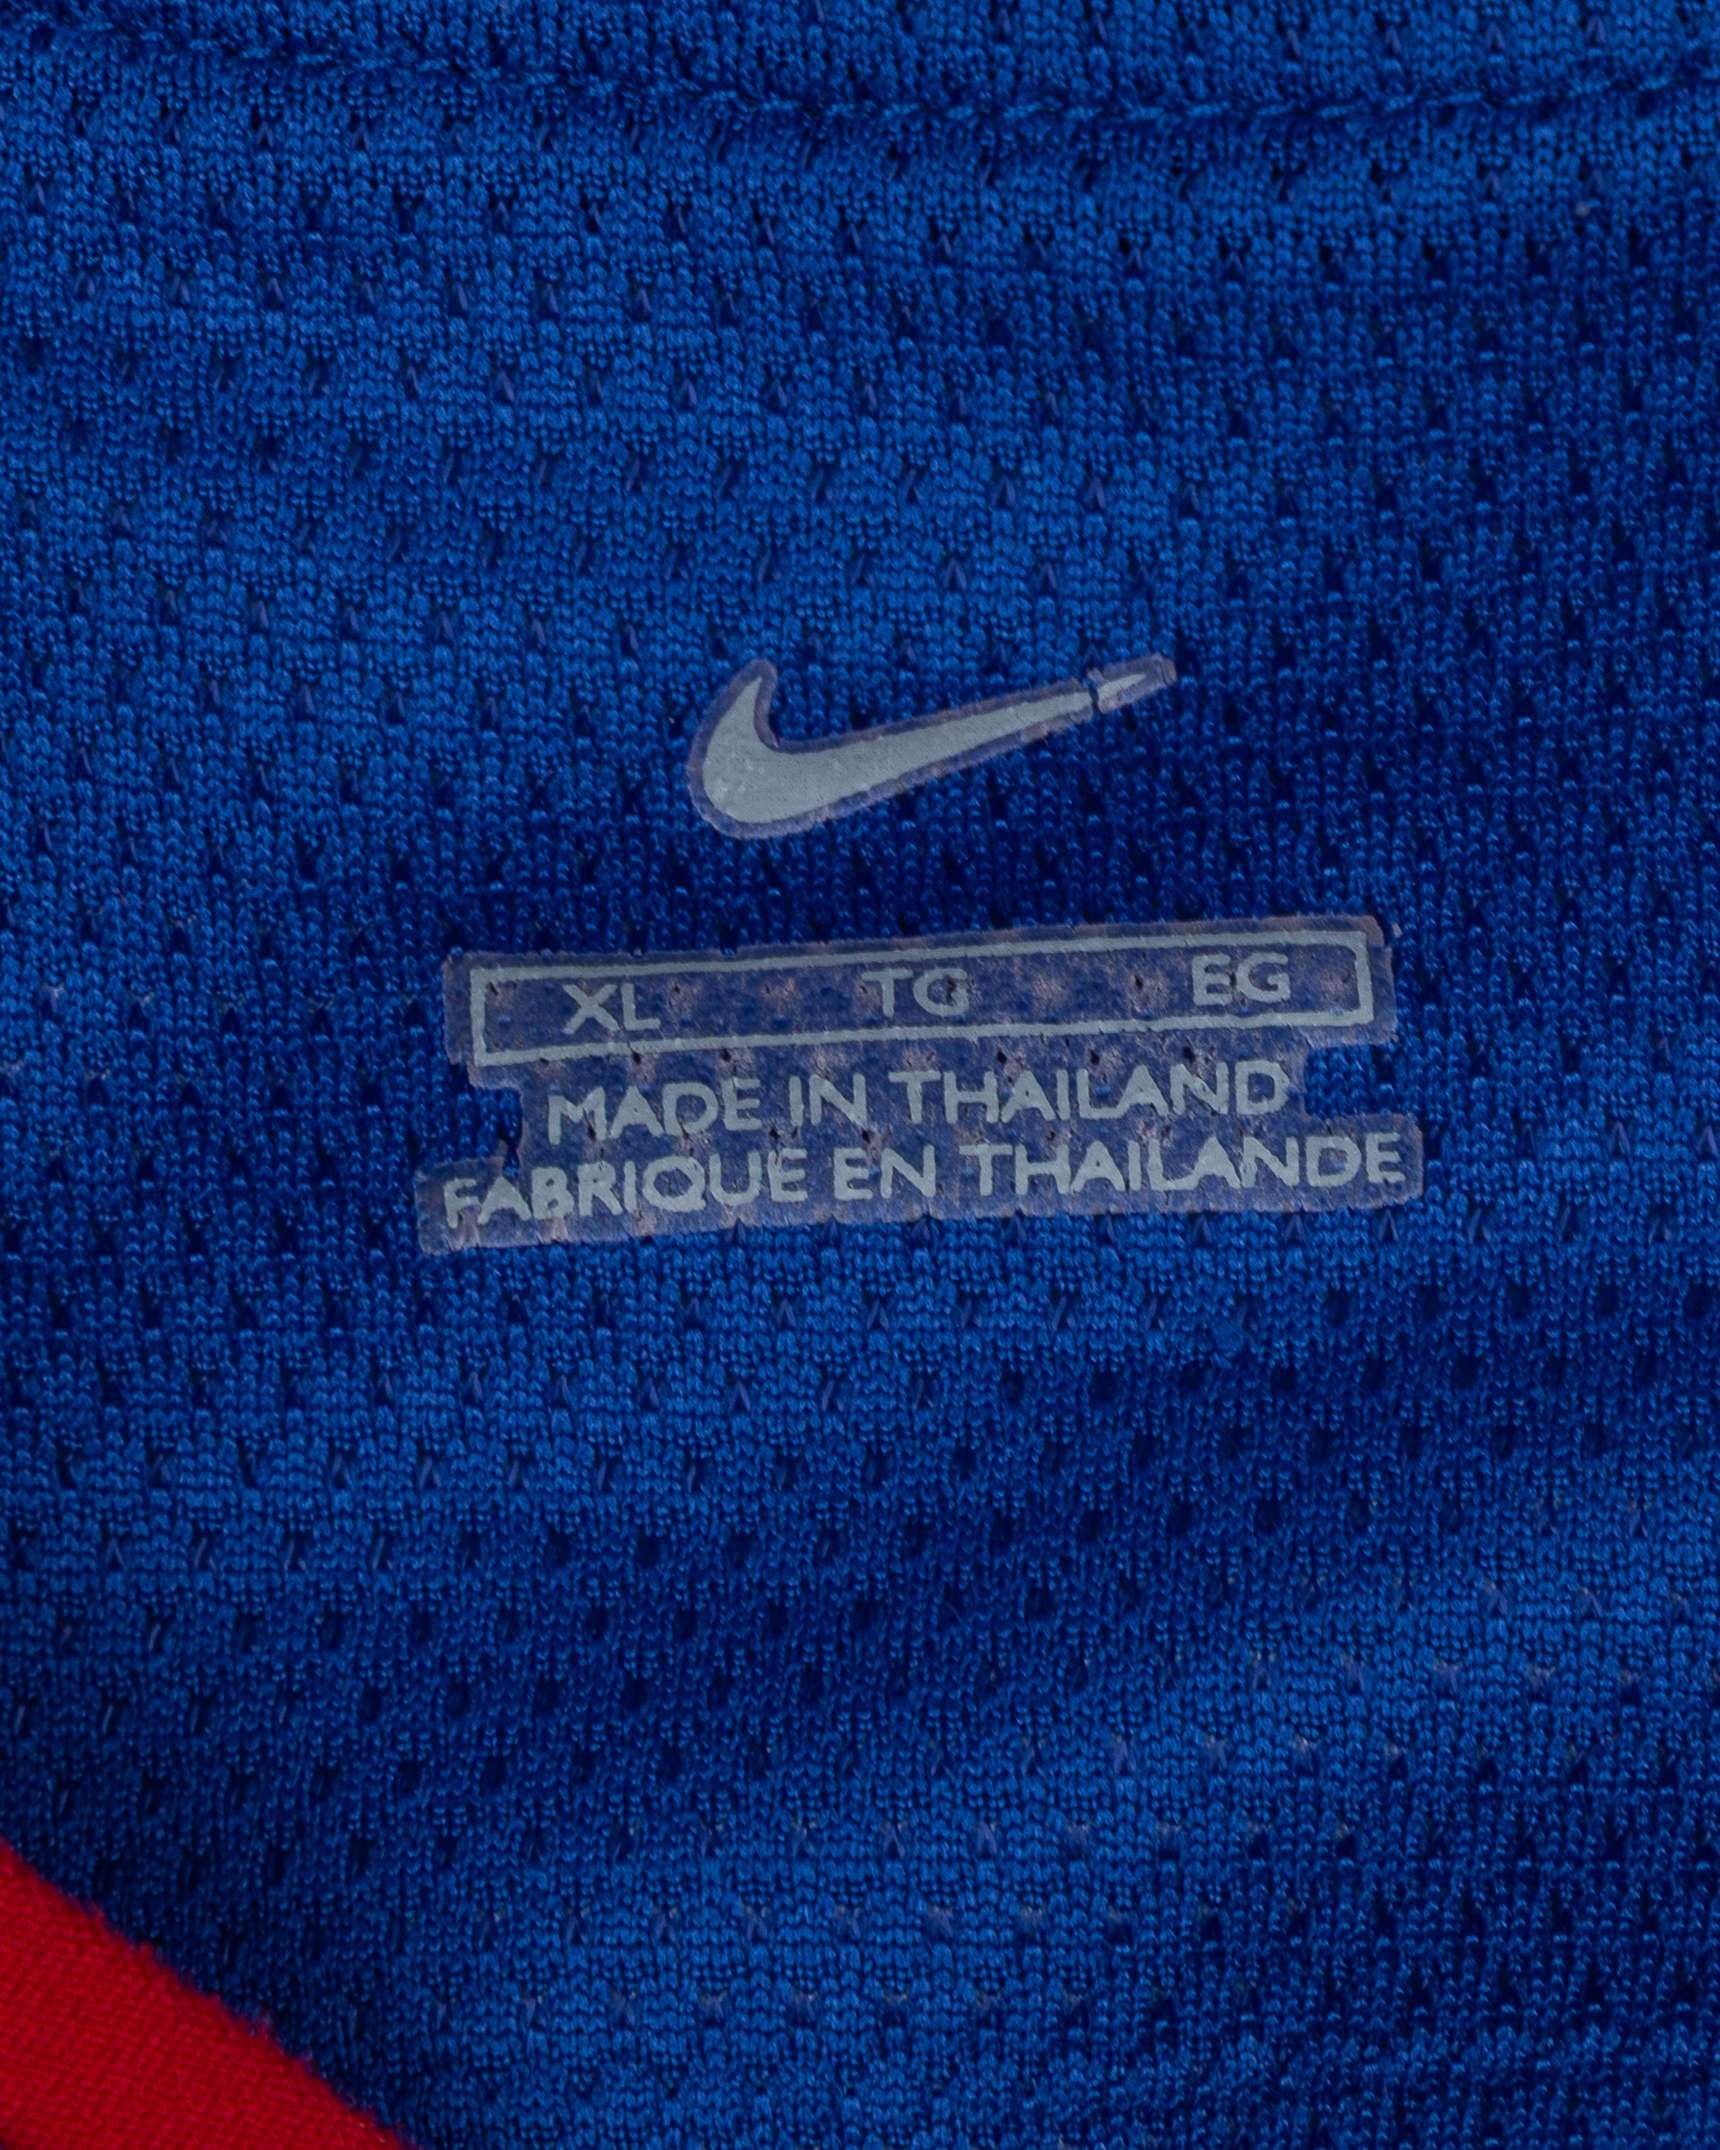 XL TG EG
MADE IN THAILAND
FABRIQUE EN THAILANDE